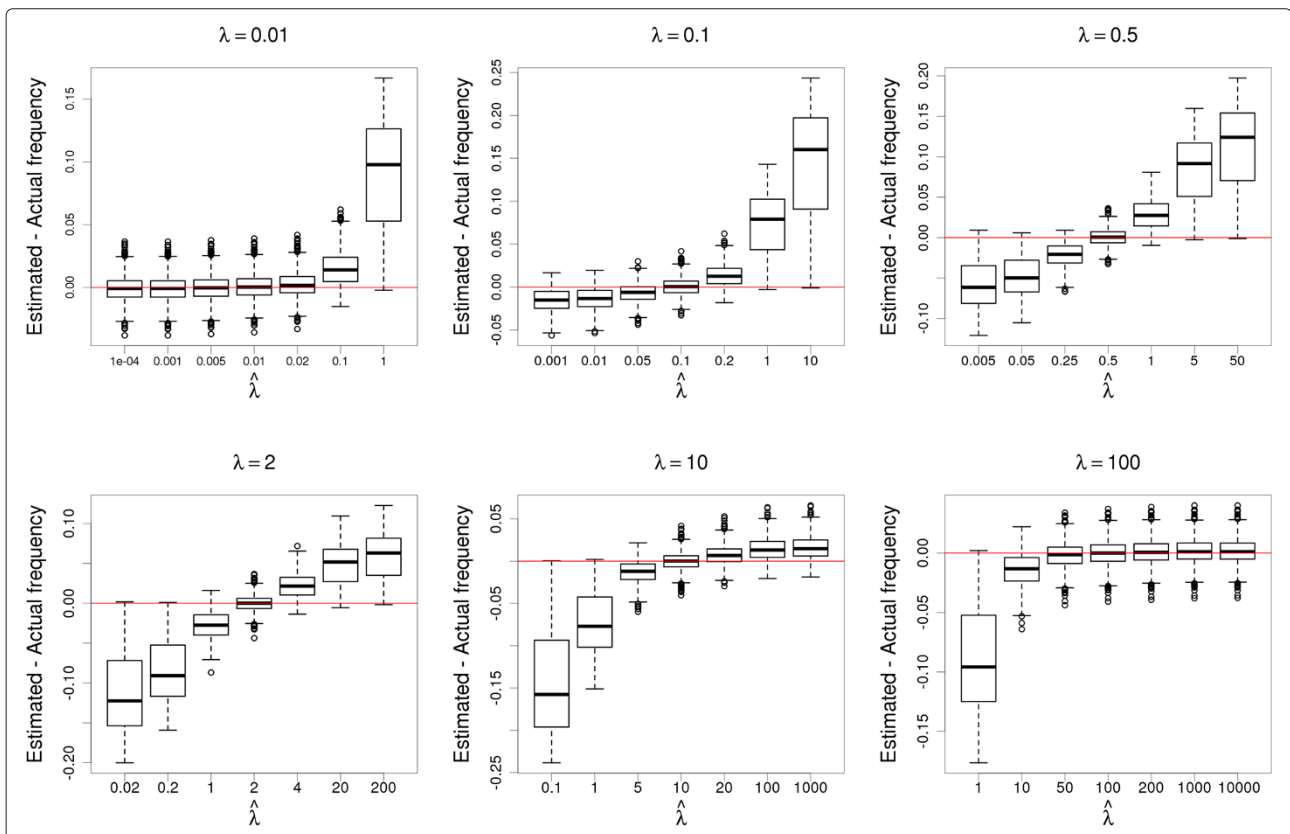 λ = 0.01
Estimated - Actual frequency
0.15
0.10
0.05
0.00
1e-04 0.001 0.005 0.01 0.02 0.1 1
λ̂
λ = 0.1
Estimated - Actual frequency
0.25
0.20
0.15
0.10
0.05
0.00
-0.05
0.001 0.01 0.05 0.1 0.2 1 10
λ̂
λ = 0.5
Estimated - Actual frequency
0.20
0.15
0.10
0.05
0.00
-0.10
0.005 0.05 0.25 0.5 1 5 50
λ̂
λ = 2
Estimated - Actual frequency
0.10
0.00
-0.10
-0.20
0.02 0.2 1 2 4 20 200
λ̂
λ = 10
Estimated - Actual frequency
0.05
-0.05
-0.15
-0.25
0.1 1 5 10 20 100 1000
λ̂
λ = 100
Estimated - Actual frequency
0.00
-0.05
-0.10
-0.15
1 10 50 100 200 1000 10000
λ̂